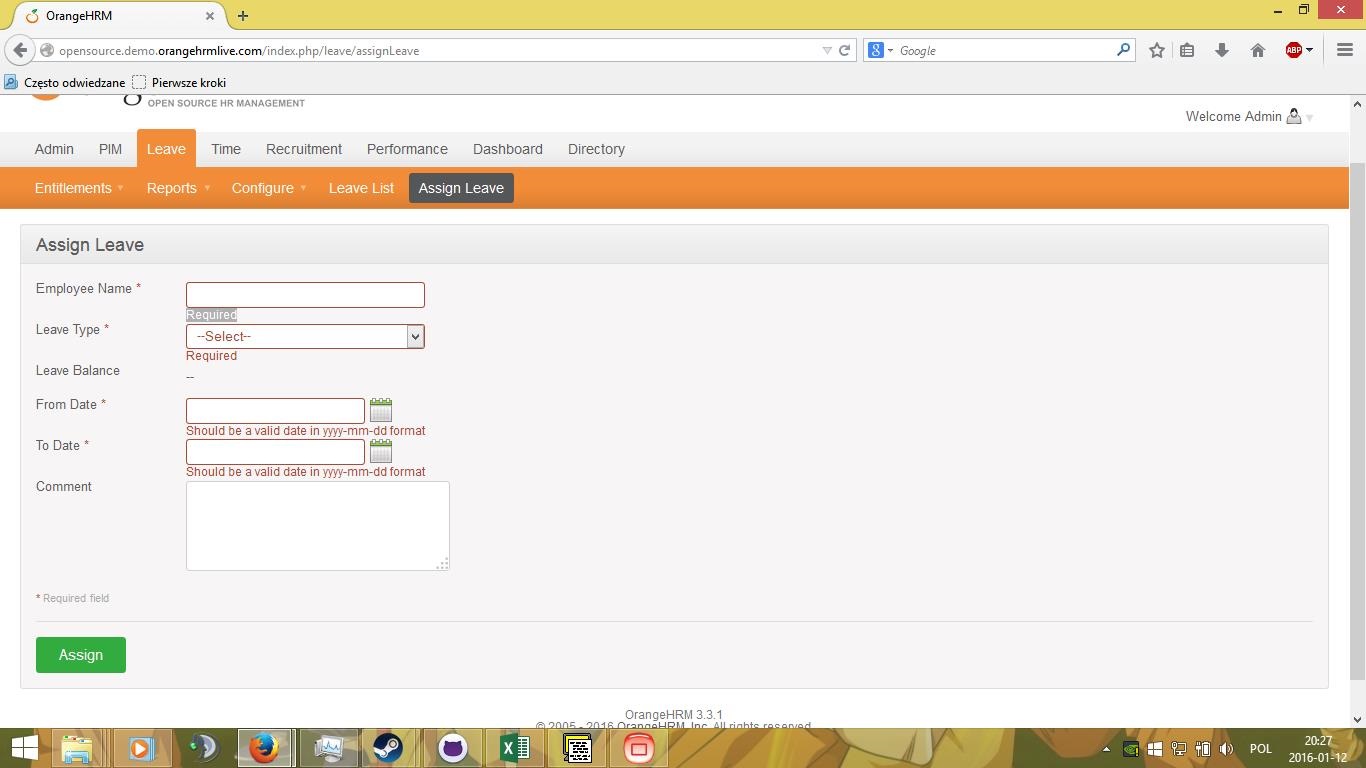 OrangeHRM
opensource.demo.orangehrmlive.com/index.php/leave/assignLeave
Google
ABP
Często odwiedzane Pierwsze kroki
OPEN SOURCE HR MANAGEMENT
Welcome Admin
Admin PIM Leave Time Recruitment Performance Dashboard Directory
Entitlements Reports Configure Leave List Assign Leave
Assign Leave
Employee Name *
Required
Leave Type * --Select--
Required
Leave Balance --
From Date *
Should be a valid date in yyyy-mm-dd format
To Date *
Should be a valid date in yyyy-mm-dd format
Comment
* Required field
Assign
OrangeHRM 3.3.1
© 2005 - 2016 OrangeHRM, Inc. All rights reserved.
POL
20:27
2016-01-12